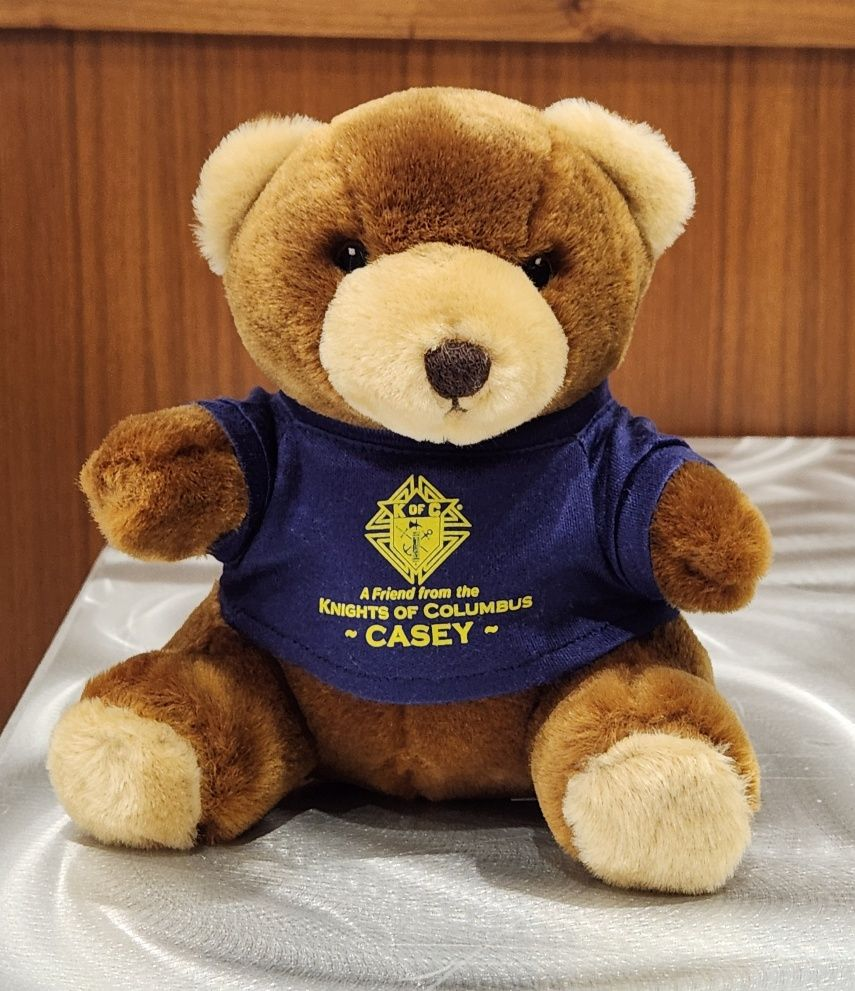 K OF C
A Friend from the
KNIGHTS OF COLUMBUS
~ CASEY ~